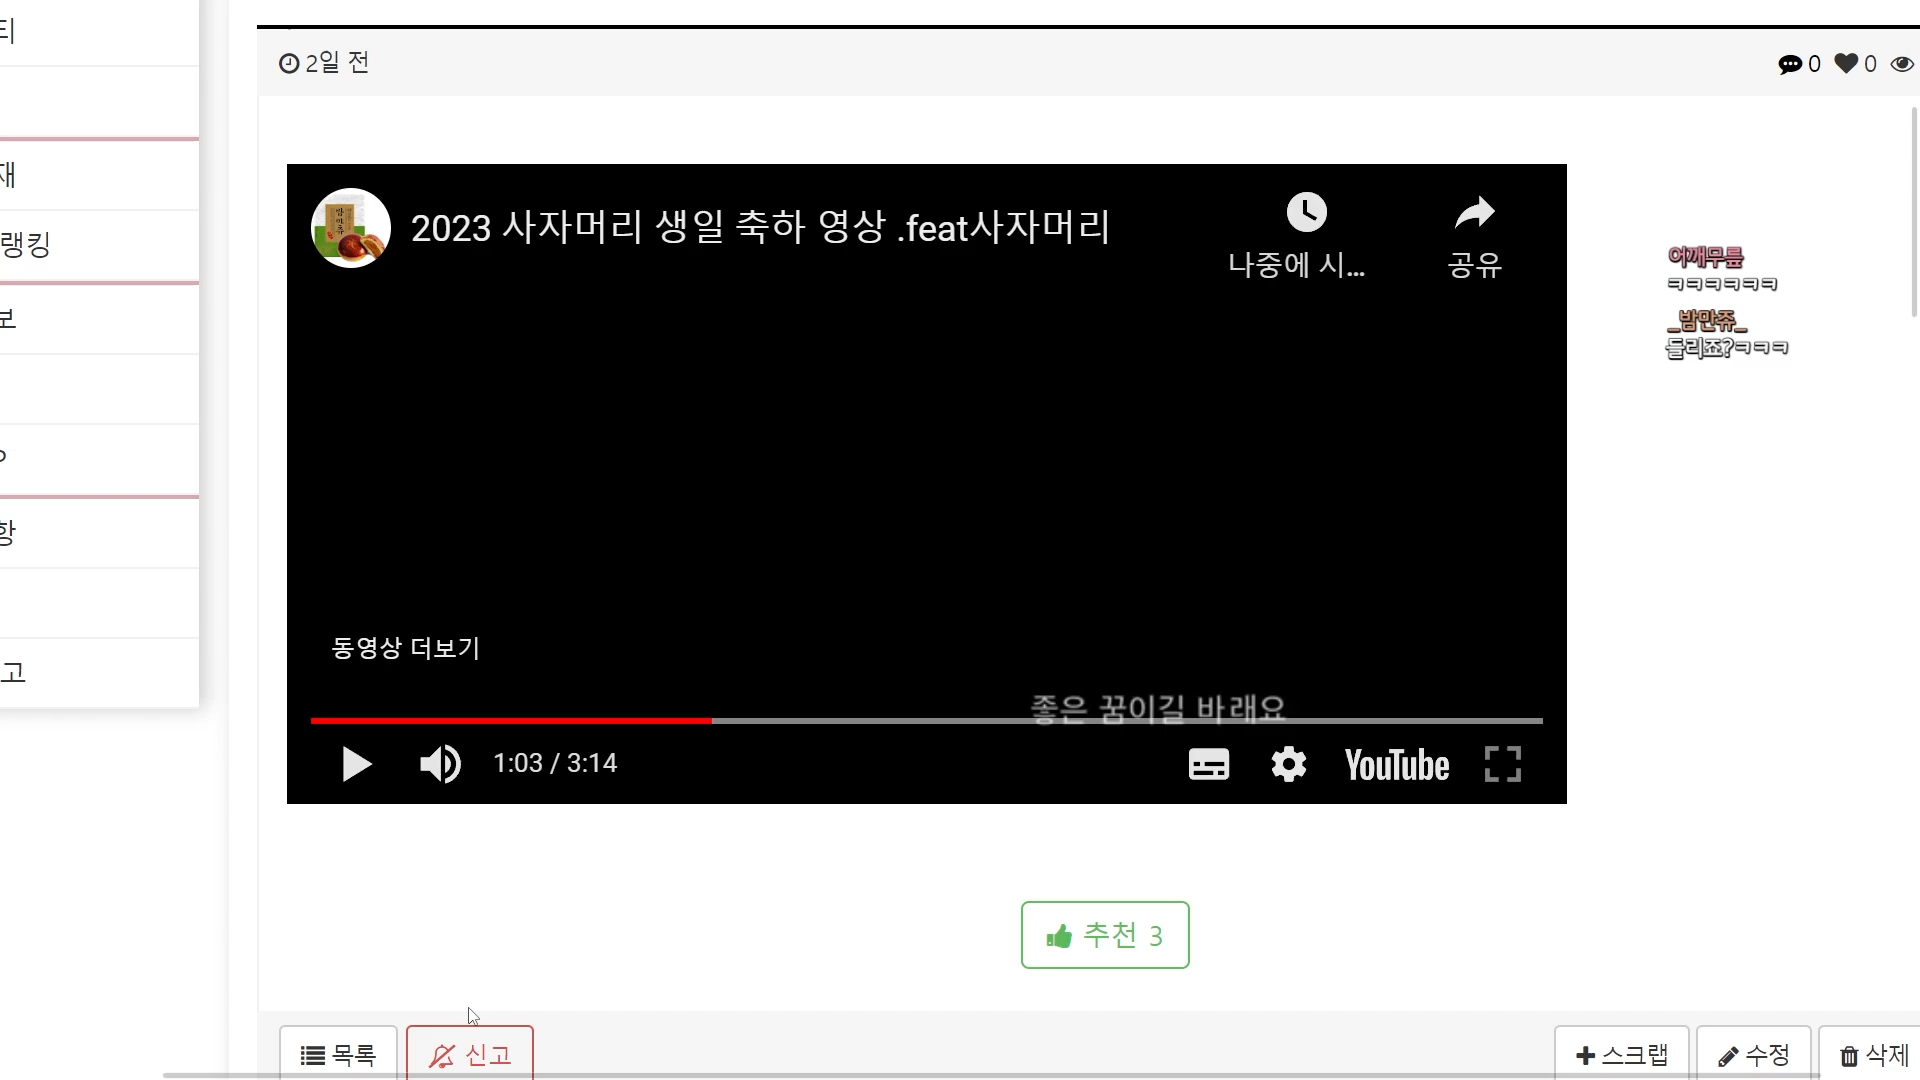 티
2일 전
0
0
재
랭킹
보
항
고
2023 사자머리 생일 축하 영상 .feat사자머리
나중에 시...
공유
어깨무릎
ㅋㅋㅋㅋㅋㅋ
_밤만쥬_
들리죠?ㅋㅋㅋ
동영상 더보기
좋은 꿈이길 바래요
1:03 / 3:14
YouTube
추천 3
목록
신고
스크랩
수정
삭제